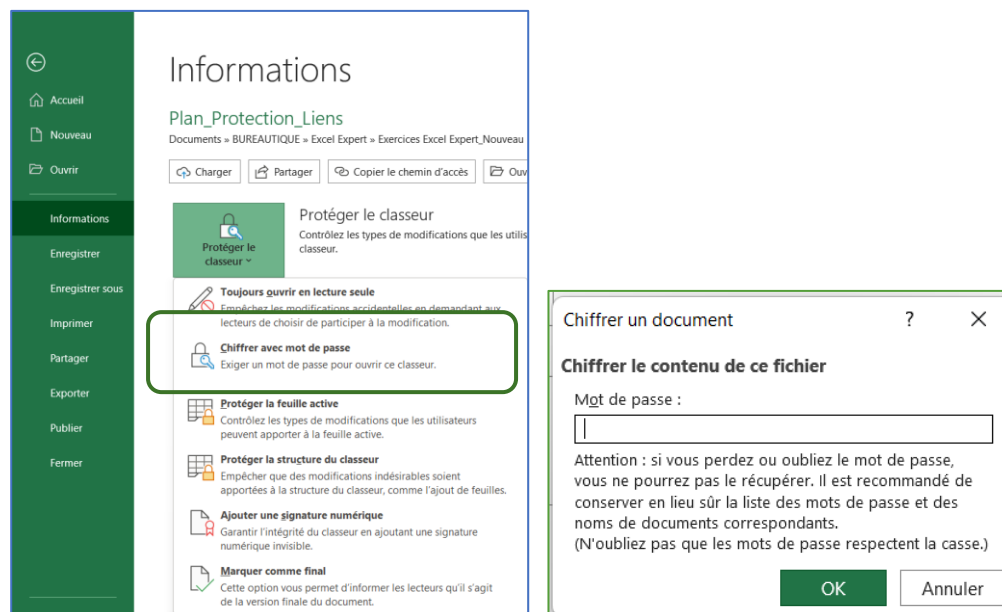 Informations
Plan_Protection_Liens
Documents » BUREAUTIQUE » Excel Expert » Exercices Excel Expert_Nouveau
Accueil
Nouveau
Ouvrir
Informations
Enregistrer
Enregistrer sous
Imprimer
Partager
Exporter
Publier
Fermer
Charger
Partager
Copier le chemin d'accès
Ouv
Protéger le
classeur
Protéger le classeur
Contrôlez les types de modifications que les utilis
classeur.
Toujours ouvrir en lecture seule
Empêchez les modifications accidentelles en demandant aux
lecteurs de choisir de participer à la modification.
Chiffrer avec mot de passe
Exiger un mot de passe pour ouvrir ce classeur.
Protéger la feuille active
Contrôlez les types de modifications que les utilisateurs
peuvent apporter à la feuille active.
Protéger la structure du classeur
Empêcher que des modifications indésirables soient
apportées à la structure du classeur, comme l'ajout de feuilles.
Ajouter une signature numérique
Garantir l'intégrité du classeur en ajoutant une signature
numérique invisible.
Marquer comme final
Cette option vous permet d'informer les lecteurs qu'il s'agit
de la version finale du document.
Chiffrer un document
?
Chiffrer le contenu de ce fichier
Mot de passe :
Attention : si vous perdez ou oubliez le mot de passe,
vous ne pourrez pas le récupérer. Il est recommandé de
conserver en lieu sûr la liste des mots de passe et des
noms de documents correspondants.
(N'oubliez pas que les mots de passe respectent la casse.)
OK
Annuler